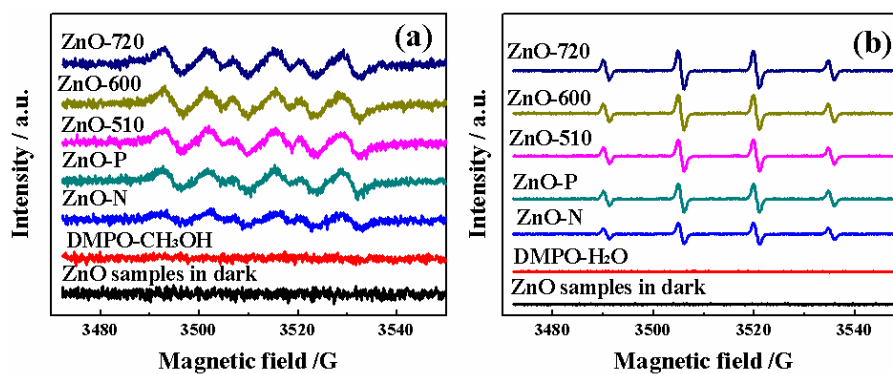 (a)
ZnO-720
ZnO-600
ZnO-510
ZnO-P
ZnO-N
DMPO-CH₃OH
ZnO samples in dark
Intensity / a.u.
3480 3500 3520 3540
Magnetic field /G
(b)
ZnO-720
ZnO-600
ZnO-510
ZnO-P
ZnO-N
DMPO-H₂O
ZnO samples in dark
Intensity / a.u.
3480 3500 3520 3540
Magnetic field /G